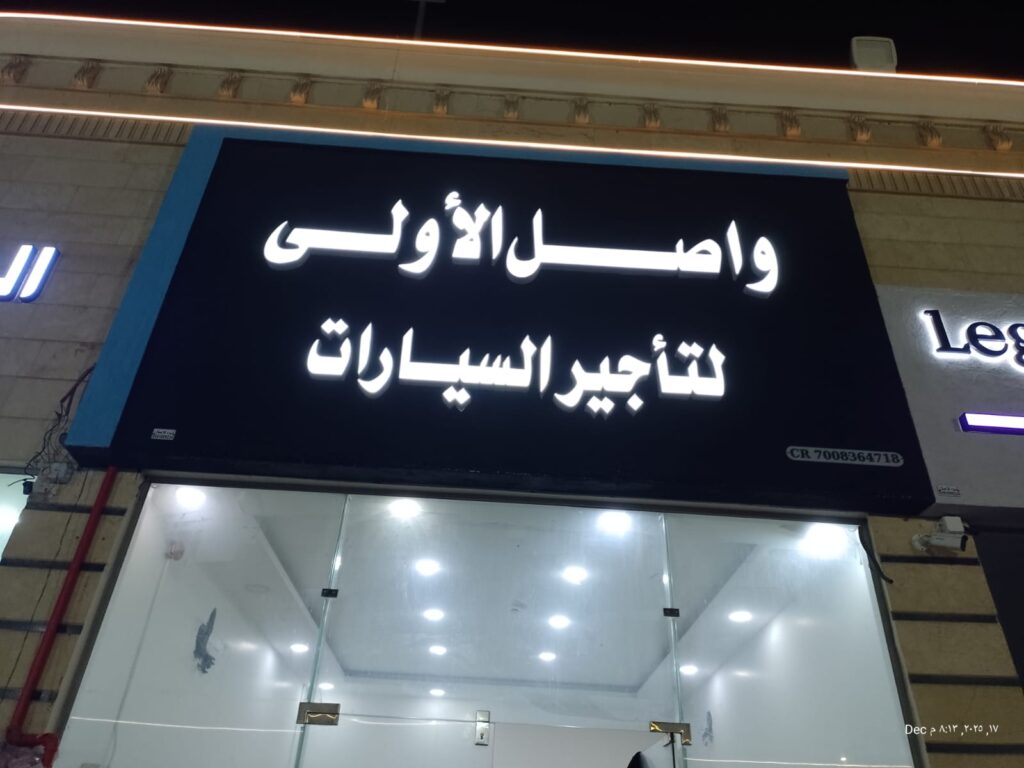 واصل الأولى
لتأجير السيارات
CR 7008364718
Leg
Dec ١٧, ٢٠٢٥, ٨:١٣ م